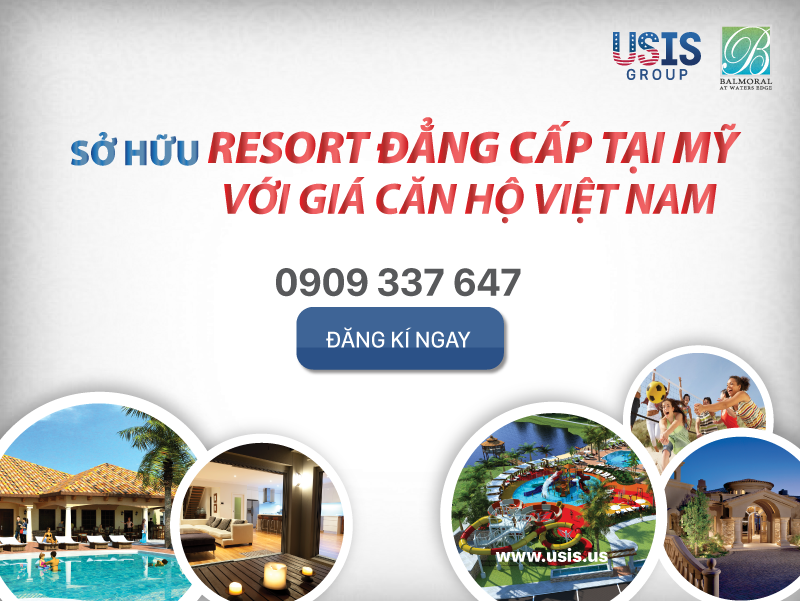 USIS
GROUP
B
BALMORAL
AT WATERS EDGE
SỞ HỮU RESORT ĐẲNG CẤP TẠI MỸ
VỚI GIÁ CĂN HỘ VIỆT NAM
0909 337 647
ĐĂNG KÍ NGAY
www.usis.us